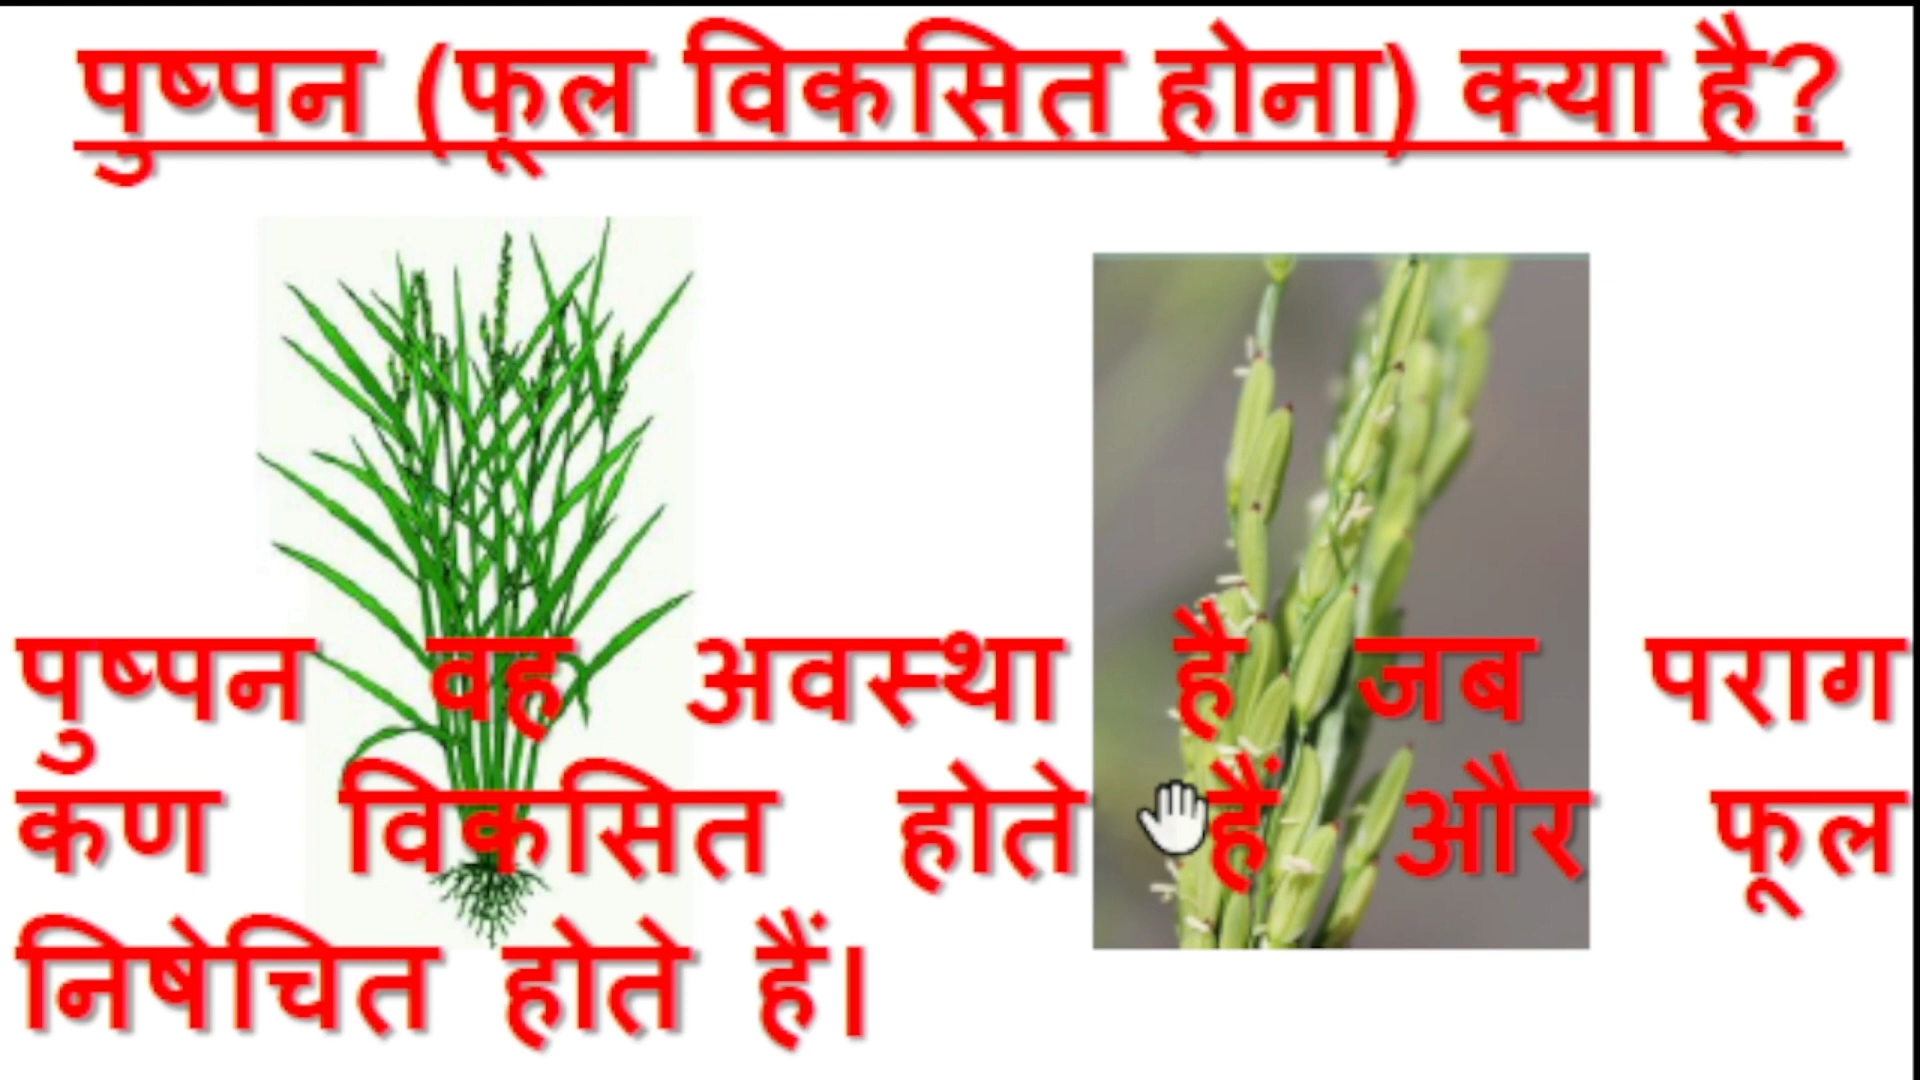 पुष्पन (फूल विकसित होना) क्या है?
पुष्पन वह अवस्था है जब पराग
कण विकसित होते हैं और फूल
निषेचित होते हैं।